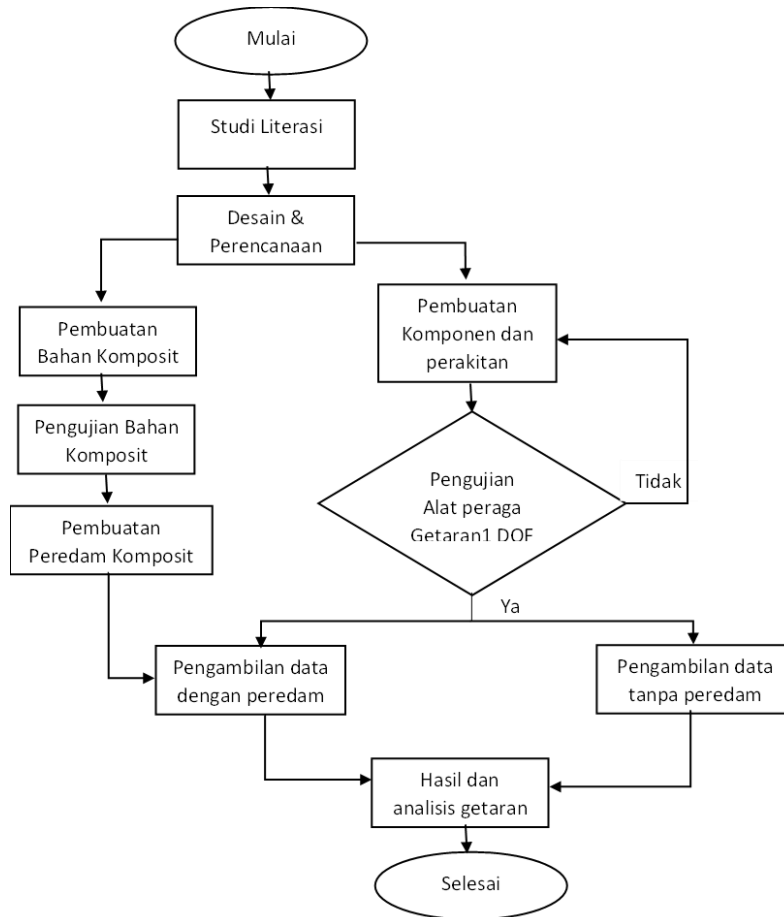 Mulai
Studi Literasi
Desain &
Perencanaan
Pembuatan
Bahan Komposit
Pembuatan
Komponen dan
perakitan
Pengujian Bahan
Komposit
Pengujian
Alat peraga
Getaran1 DOF
Tidak
Pembuatan
Peredam Komposit
Ya
Pengambilan data
dengan peredam
Pengambilan data
tanpa peredam
Hasil dan
analisis getaran
Selesai